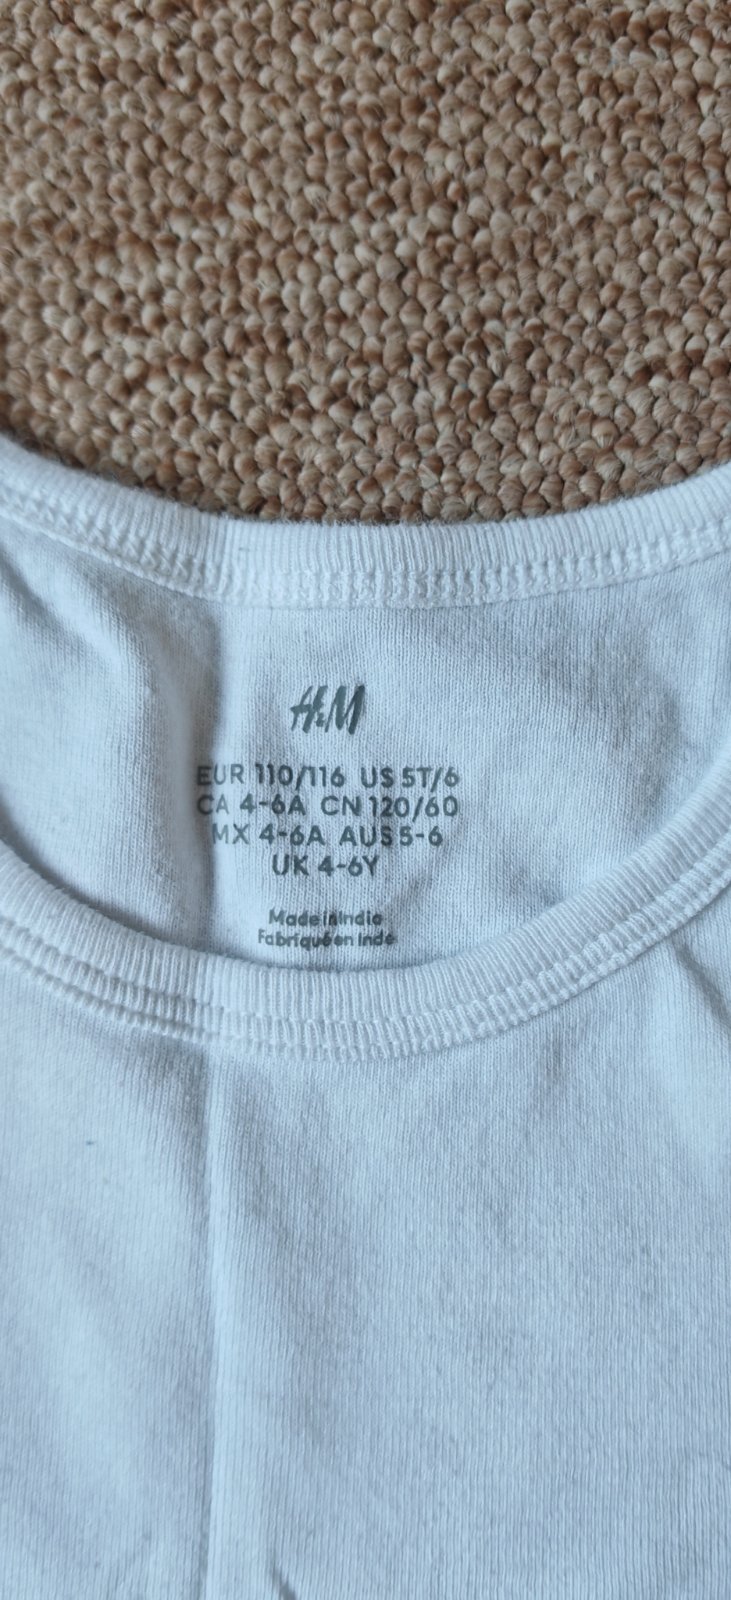 H&M
EUR 110/116 US 5T/6
CA 4-6A CN 120/60
MX 4-6A AUS 5-6
UK 4-6Y
Made in India
Fabriqué en Inde